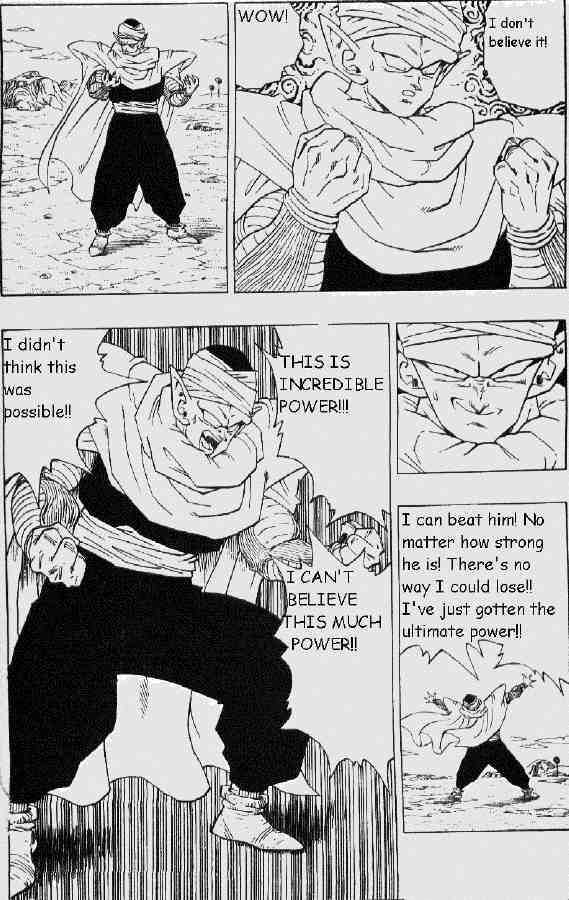 WOW!
I don't
believe it!
I didn't
think this
was
possible!!
THIS IS
INCREDIBLE
POWER!!!
I CAN'T
BELIEVE
THIS MUCH
POWER!!
I can beat him! No
matter how strong
he is! There's no
way I could lose!!
I've just gotten the
ultimate power!!